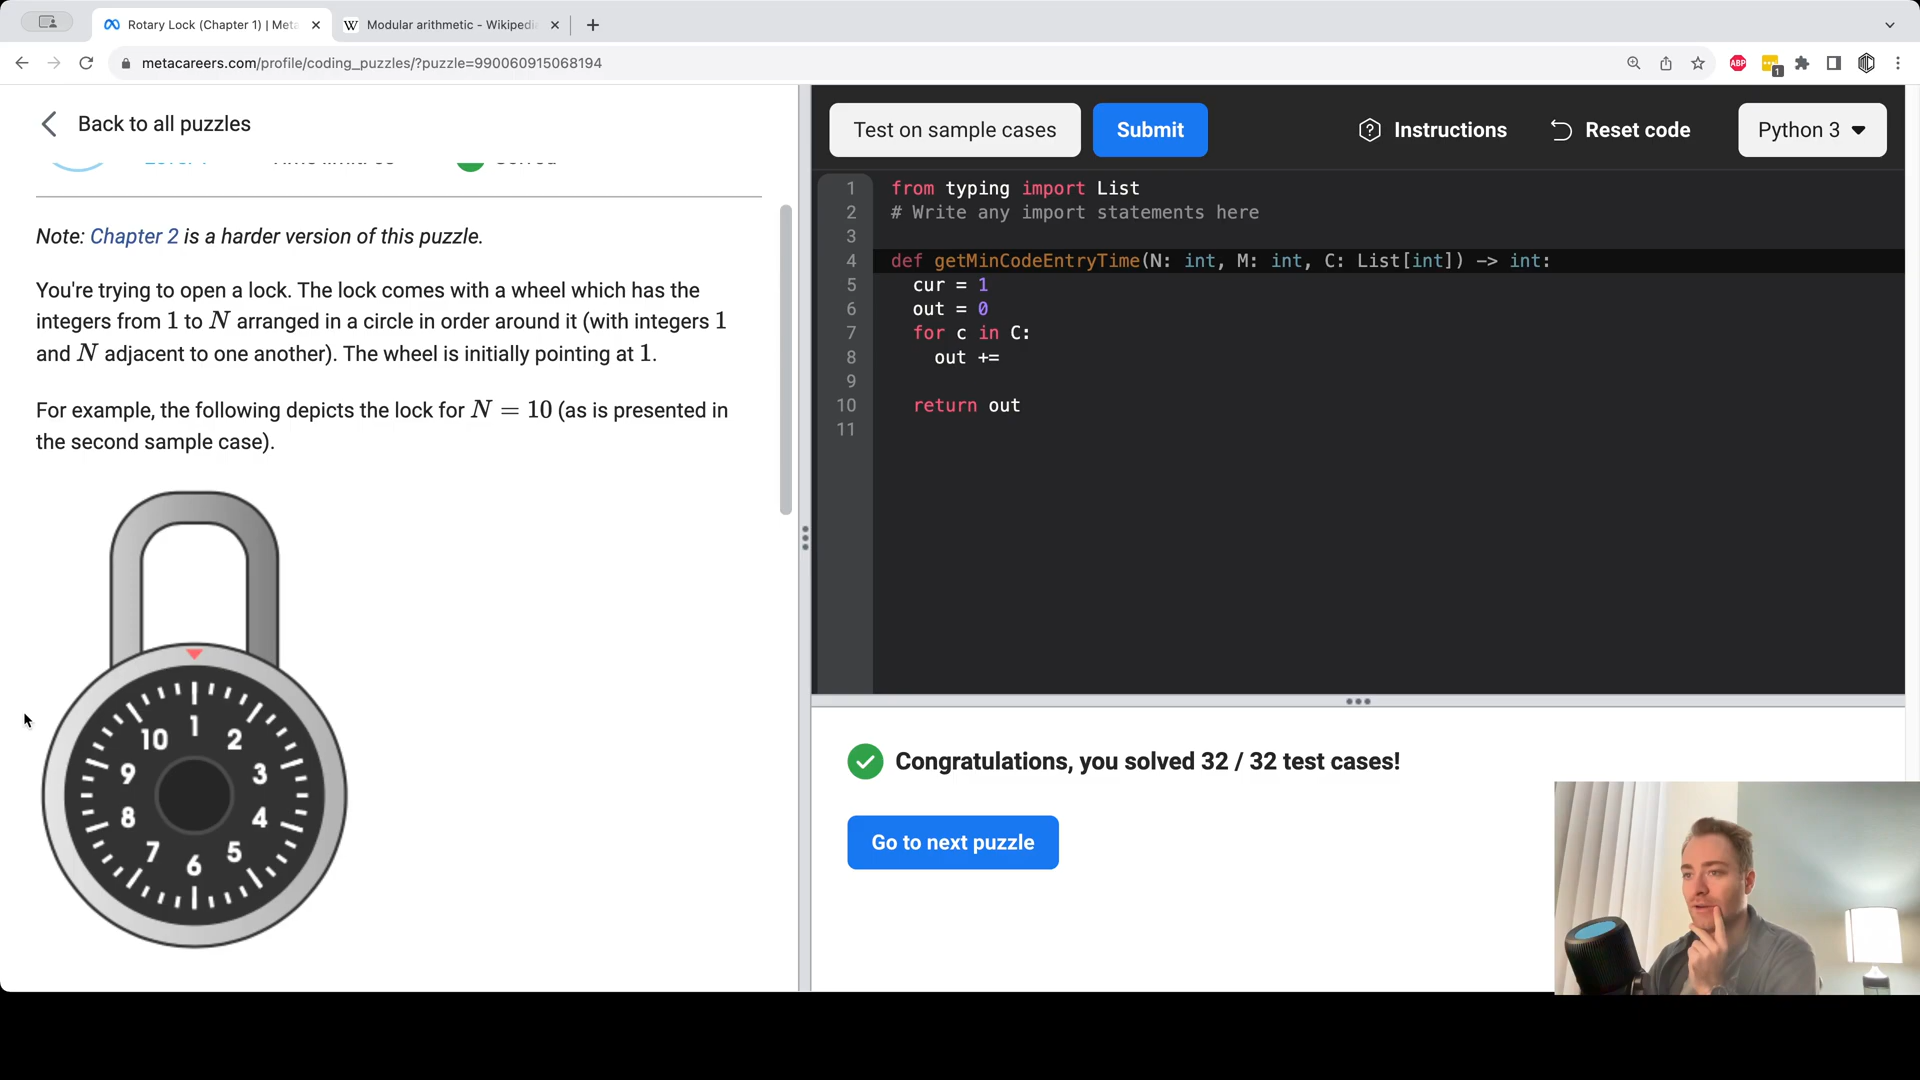 Rotary Lock (Chapter 1) | Meta
Modular arithmetic - Wikipedi
metacareers.com/profile/coding_puzzles/?puzzle=990060915068194
ABP
1
Back to all puzzles
Note: Chapter 2 is a harder version of this puzzle.
You're trying to open a lock. The lock comes with a wheel which has the
integers from 1 to N arranged in a circle in order around it (with integers 1
and N adjacent to one another). The wheel is initially pointing at 1.
For example, the following depicts the lock for N = 10 (as is presented in
the second sample case).
1
2
3
4
5
6
7
8
9
10
Test on sample cases
Submit
Instructions
Reset code
Python 3
1 from typing import List
2 # Write any import statements here
3
4 def getMinCodeEntryTime(N: int, M: int, C: List[int]) -> int:
5 cur = 1
6 out = 0
7 for c in C:
8 out +=
9
10 return out
11
Congratulations, you solved 32 / 32 test cases!
Go to next puzzle